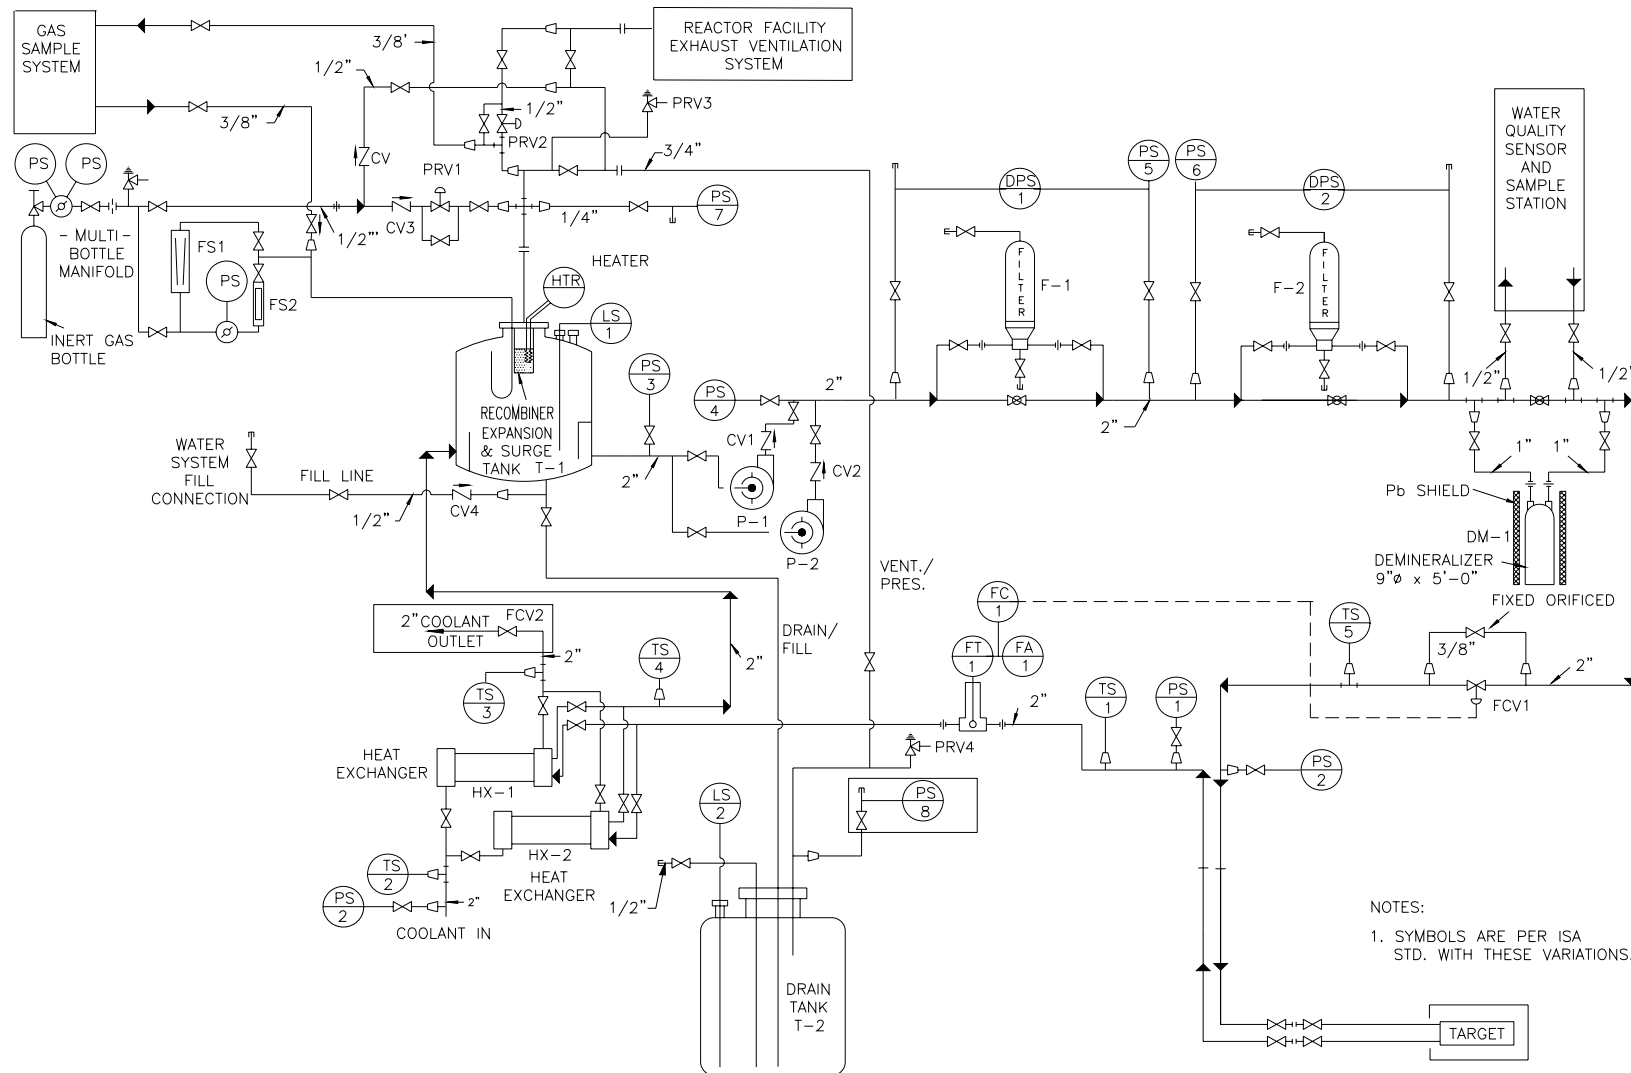 GAS
SAMPLE
SYSTEM
3/8'
1/2"
3/8"
REACTOR FACILITY
EXHAUST VENTILATION
SYSTEM
1/2"
PRV3
PRV2
3/4"
CV
PRV1
PS
PS
- MULTI -
BOTTLE
MANIFOLD
1/2"'
CV3
1/4"
PS
7
FS1
PS
FS2
INERT GAS
BOTTLE
HEATER
HTR
LS
1
RECOMBINER
EXPANSION
& SURGE
TANK T-1
PS
3
PS
4
2"
CV1
CV2
2"
P-1
P-2
WATER
SYSTEM
FILL
CONNECTION
FILL LINE
1/2"
CV4
PS
5
PS
6
DPS
1
DPS
2
FILTER
F-1
FILTER
F-2
2"
WATER
QUALITY
SENSOR
AND
SAMPLE
STATION
1/2"
1/2"
1"
1"
Pb SHIELD
DM-1
DEMINERALIZER
9"ø x 5'-0"
FIXED ORIFICED
3/8"
2"
FCV1
TS
5
VENT./
PRES.
DRAIN/
FILL
FC
1
FT
1
FA
1
2"
TS
1
PS
1
PS
2
2"COOLANT
OUTLET
FCV2
2"
TS
3
TS
4
2"
HEAT
EXCHANGER
HX-1
HX-2
HEAT
EXCHANGER
TS
2
PS
2
2"
COOLANT IN
1/2"
LS
2
PRV4
PS
8
DRAIN
TANK
T-2
NOTES:
1. SYMBOLS ARE PER ISA
STD. WITH THESE VARIATIONS.
TARGET